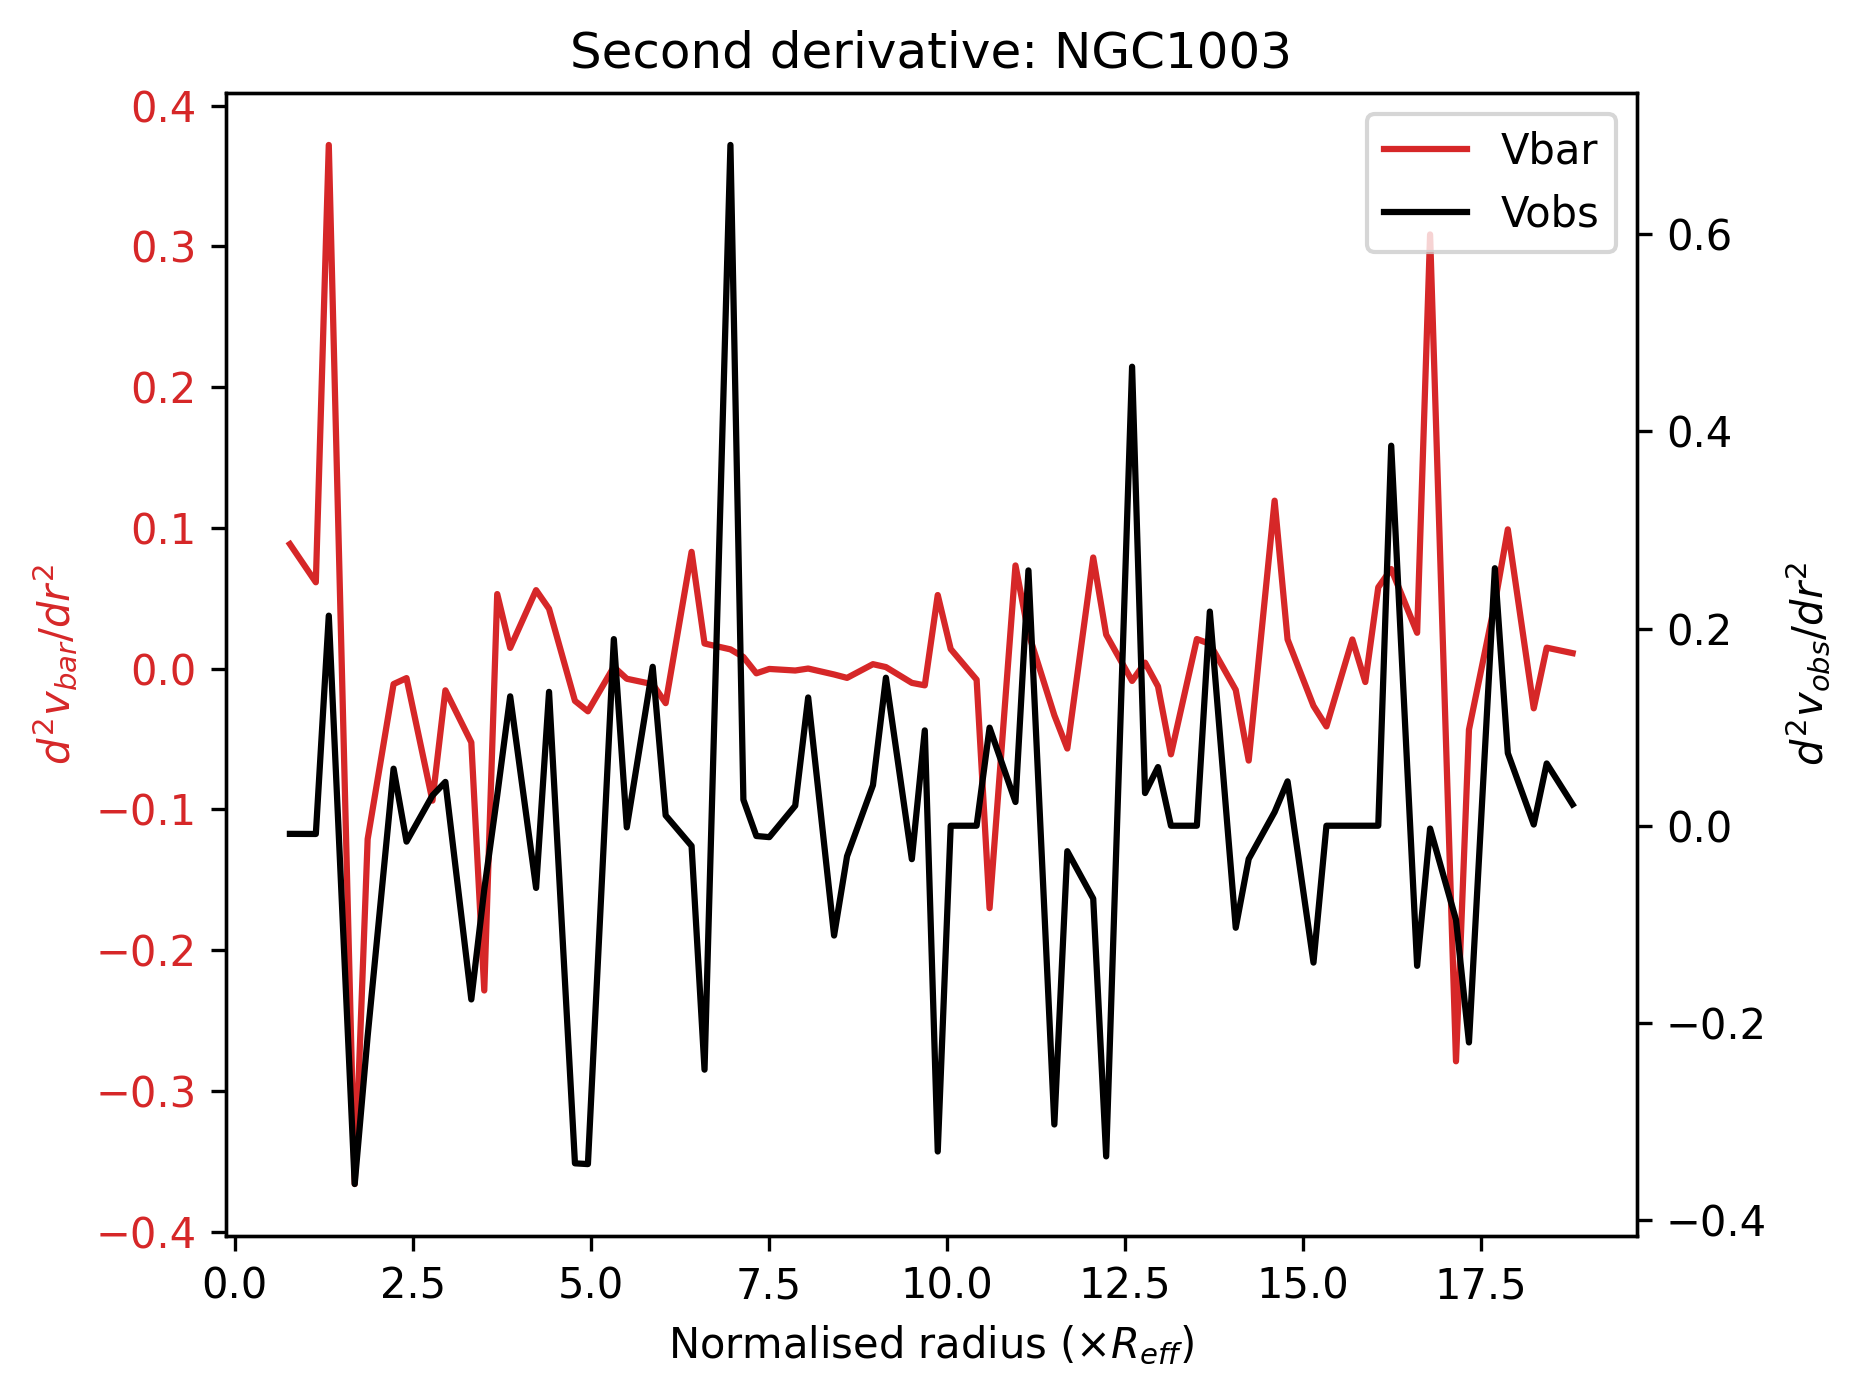 Second derivative: NGC1003
0.4
0.3
0.2
0.1
0.0
−0.1
−0.2
−0.3
−0.4
d²v_bar/dr²
Vbar
Vobs
0.6
0.4
0.2
0.0
−0.2
−0.4
d²v_obs/dr²
0.0 2.5 5.0 7.5 10.0 12.5 15.0 17.5
Normalised radius (×R_eff)